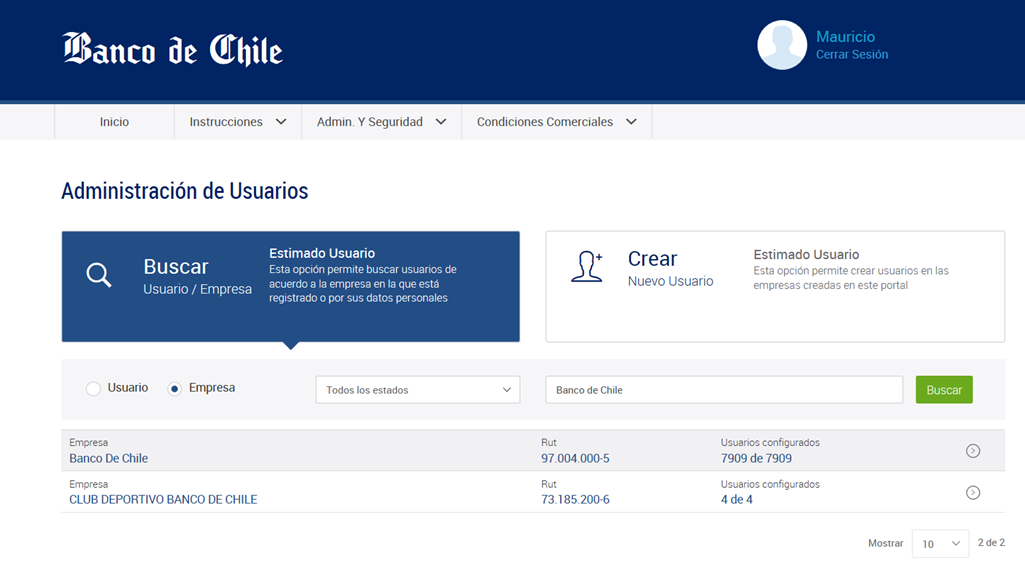 Banco de Chile
Mauricio
Cerrar Sesión
Inicio
Instrucciones
Admin. Y Seguridad
Condiciones Comerciales
Administración de Usuarios
Buscar
Usuario / Empresa
Estimado Usuario
Esta opción permite buscar usuarios de
acuerdo a la empresa en la que está
registrado o por sus datos personales
Crear
Nuevo Usuario
Estimado Usuario
Esta opción permite crear usuarios en las
empresas creadas en este portal
Usuario
Empresa
Todos los estados
Banco de Chile
Buscar
Empresa
Rut
Usuarios configurados
Banco De Chile
97.004.000-5
7909 de 7909
Empresa
Rut
Usuarios configurados
CLUB DEPORTIVO BANCO DE CHILE
73.185.200-6
4 de 4
Mostrar
10
2 de 2